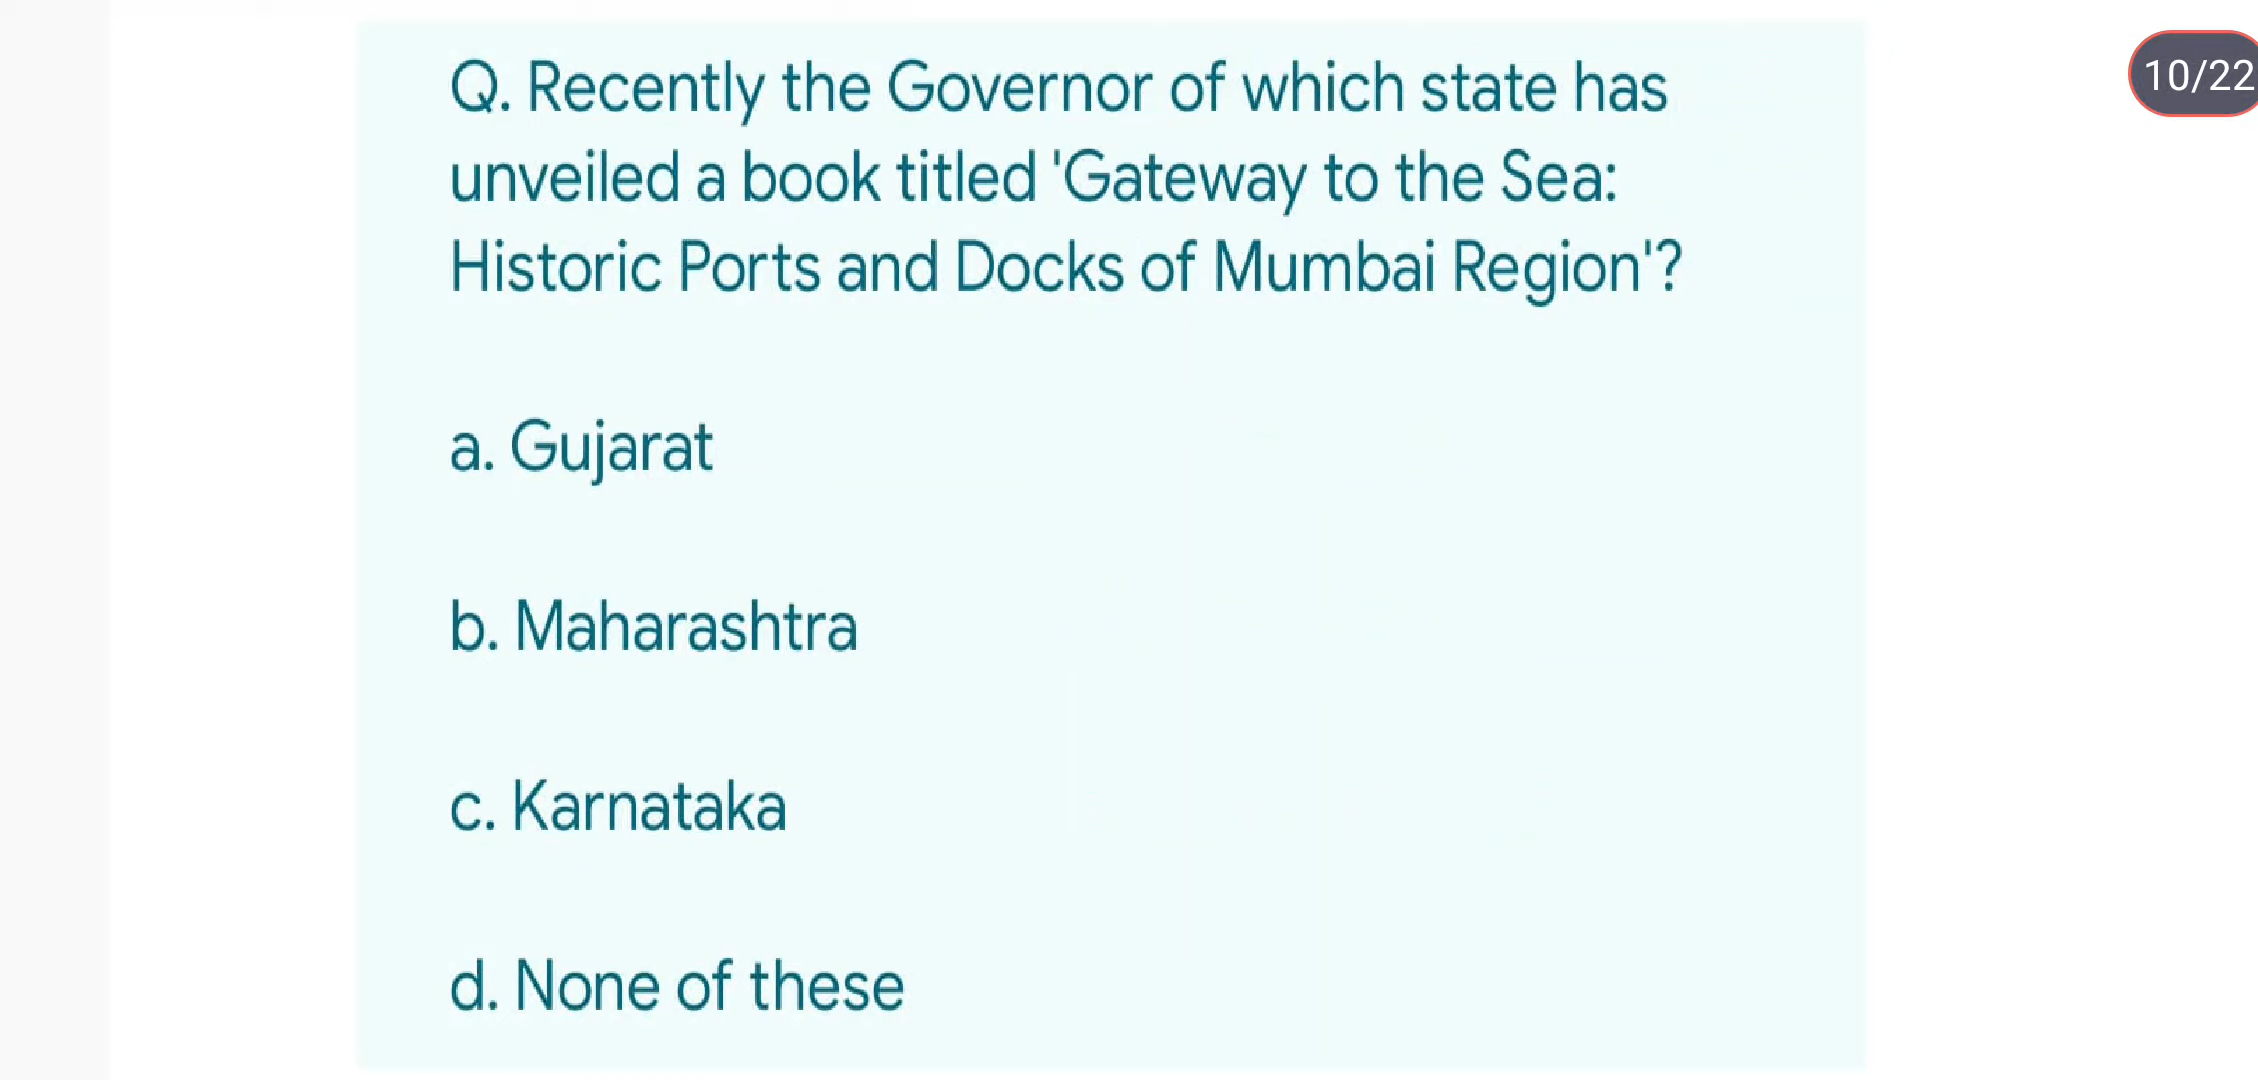 Q. Recently the Governor of which state has
unveiled a book titled 'Gateway to the Sea:
Historic Ports and Docks of Mumbai Region'?
a. Gujarat
b. Maharashtra
c. Karnataka
d. None of these
10/22